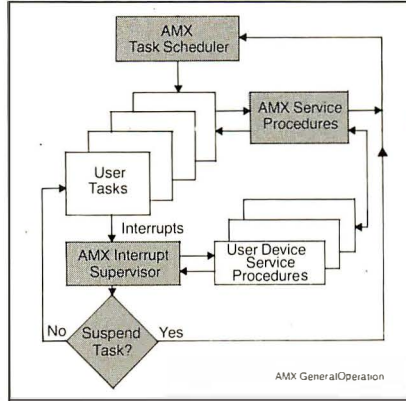 AMX
Task Scheduler
AMX Service
Procedures
User
Tasks
Interrupts
AMX Interrupt
Supervisor
User Device
Service
Procedures
No
Suspend
Task?
Yes
AMX GeneralOperation